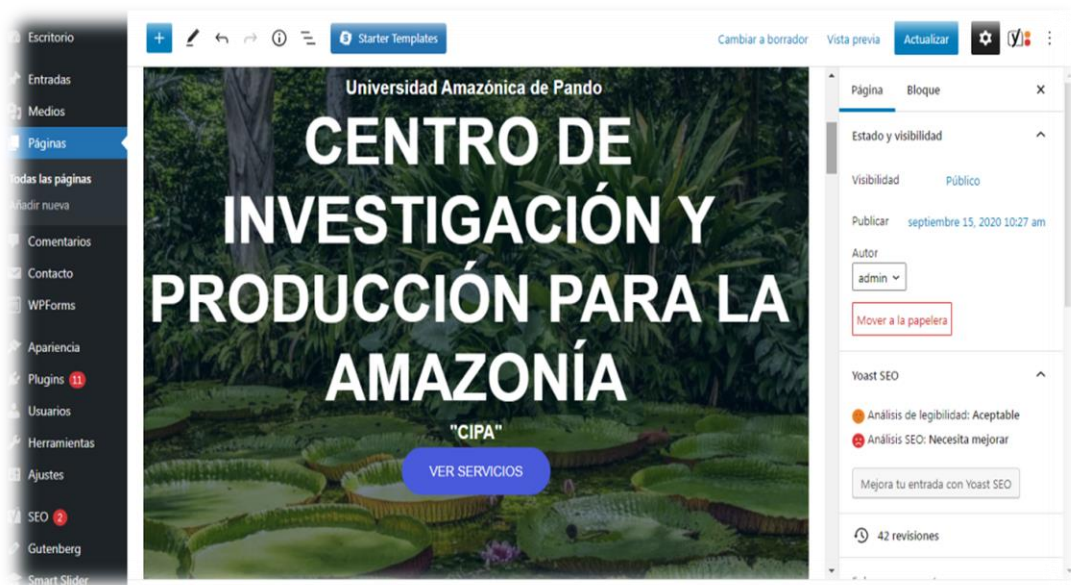 Escritorio
Entradas
Medios
Páginas
Todas las páginas
Añadir nueva
Comentarios
Contacto
WPForms
Apariencia
Plugins 11
Usuarios
Herramientas
Ajustes
SEO 2
Gutenberg
Smart Slider
Starter Templates
Cambiar a borrador
Vista previa
Actualizar
Universidad Amazónica de Pando
CENTRO DE
INVESTIGACIÓN Y
PRODUCCIÓN PARA LA
AMAZONÍA
"CIPA"
VER SERVICIOS
Página Bloque
Estado y visibilidad
Visibilidad Público
Publicar septiembre 15, 2020 10:27 am
Autor
admin
Mover a la papelera
Yoast SEO
Análisis de legibilidad: Aceptable
Análisis SEO: Necesita mejorar
Mejora tu entrada con Yoast SEO
42 revisiones